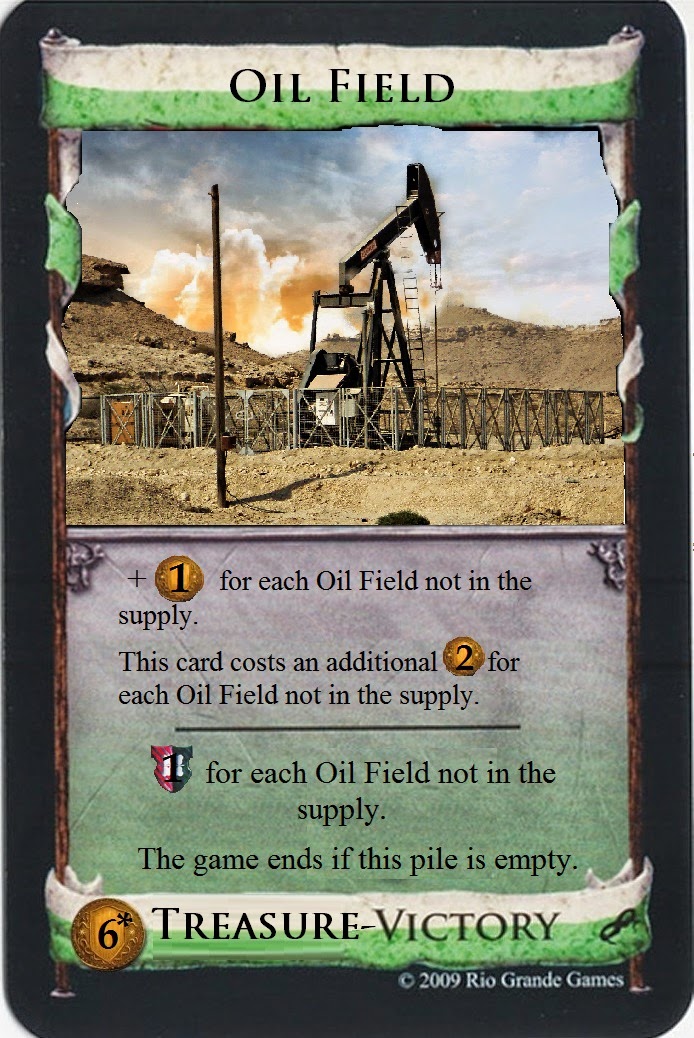 OIL FIELD
+ 1 for each Oil Field not in the
supply.
This card costs an additional 2 for
each Oil Field not in the supply.
1 for each Oil Field not in the
supply.
The game ends if this pile is empty.
6* TREASURE-VICTORY
© 2009 Rio Grande Games